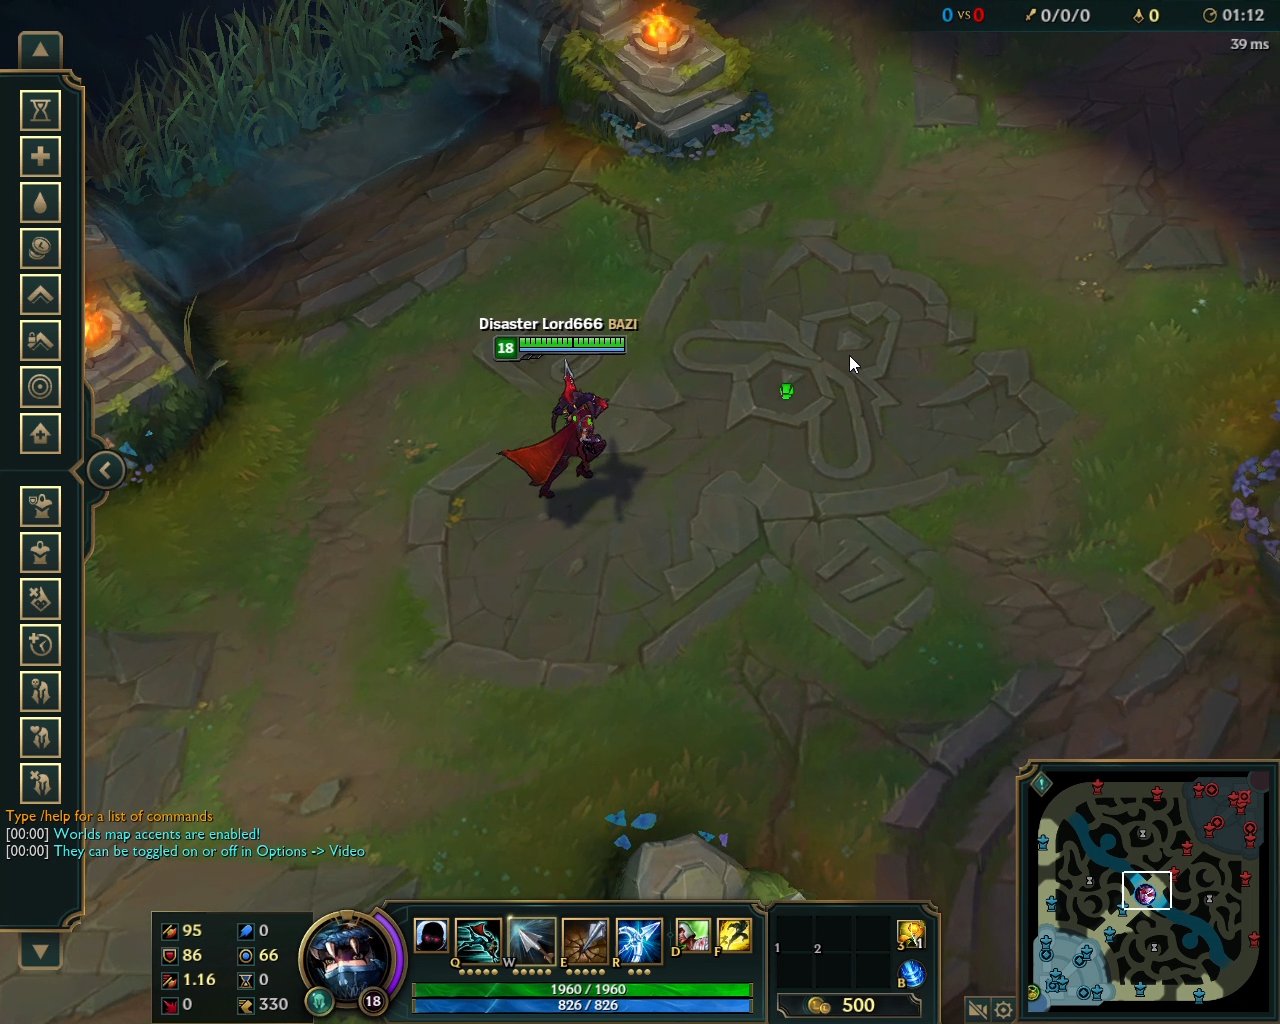 0 vs 0 0/0/0 0 01:12
39 ms
Disaster Lord666 BAZI
18
Type /help for a list of commands
[00:00] Worlds map accents are enabled!
[00:00] They can be toggled on or off in Options -> Video
95 0
86 66
1.16 0
0 330
18
Q W E R D F
1960 / 1960
826 / 826
1 2 3 1
B
500